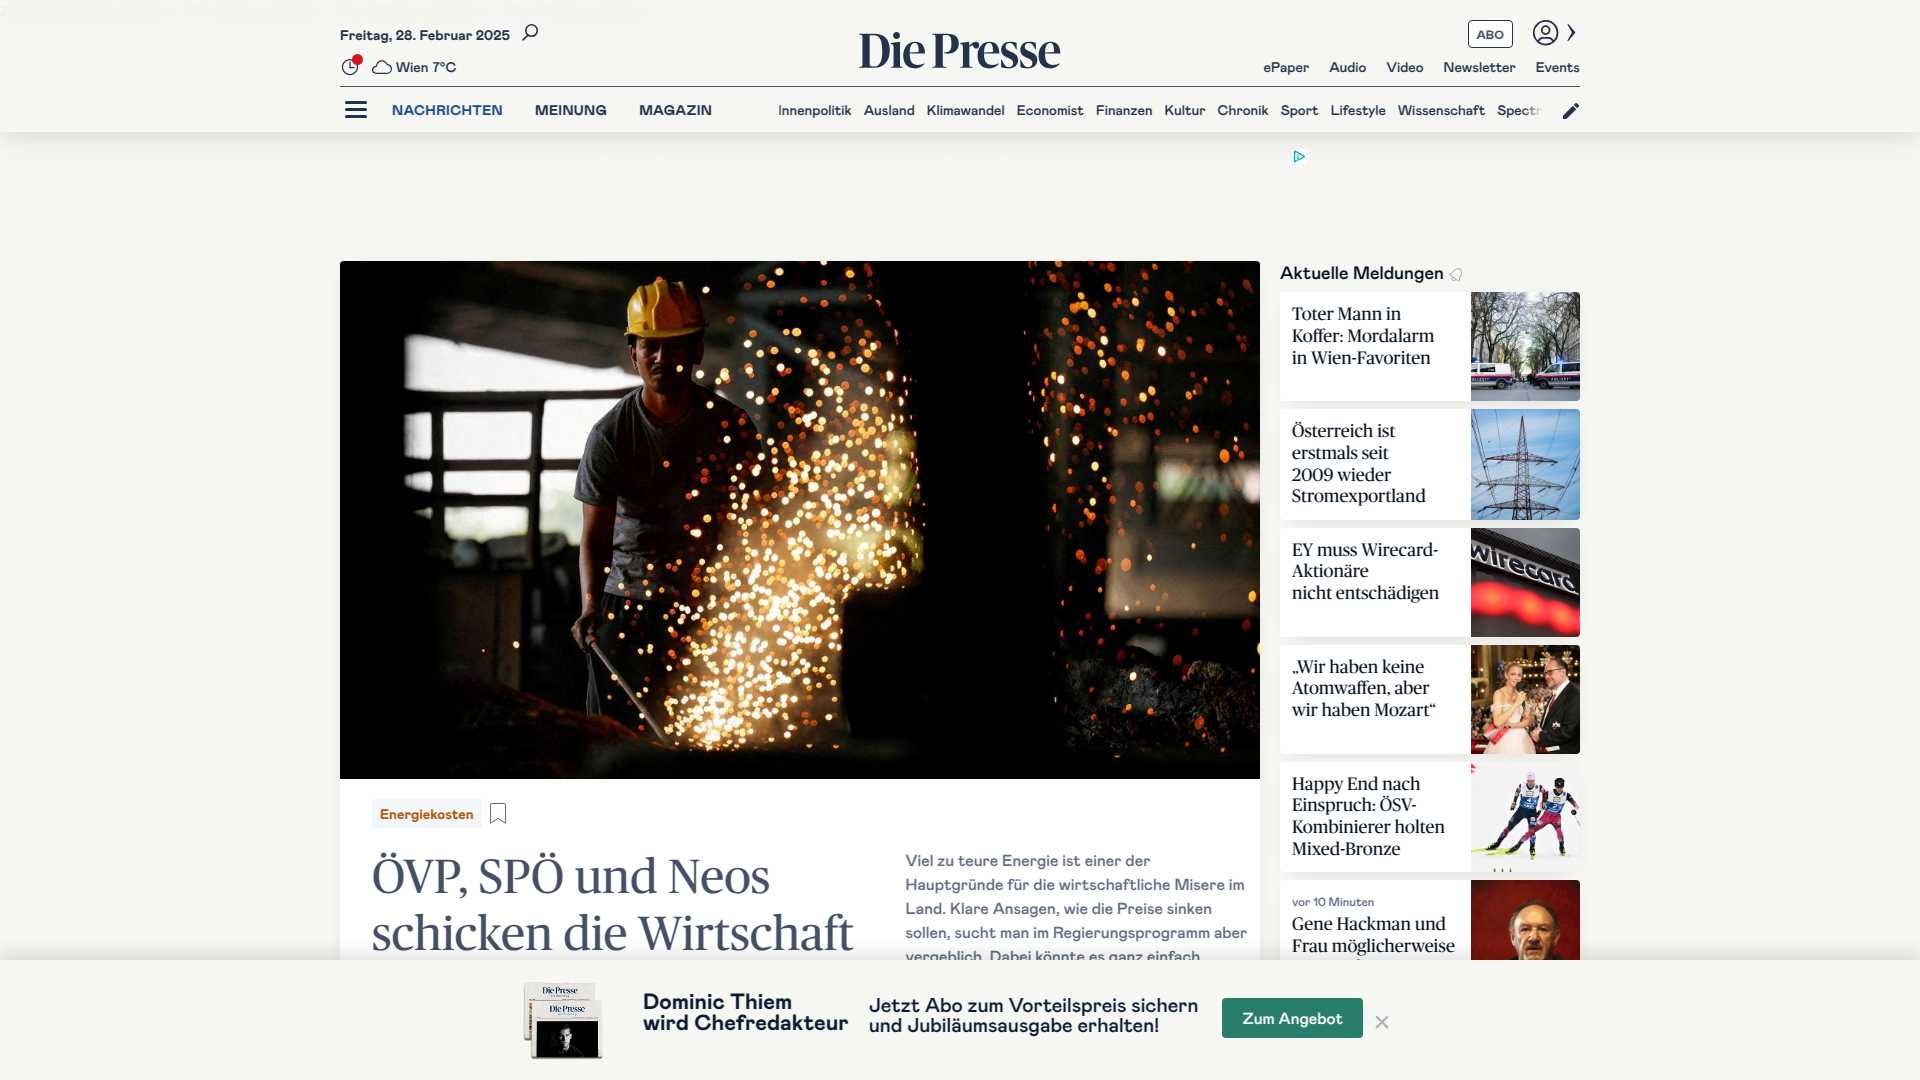 Freitag, 28. Februar 2025
Wien 7°C
Die Presse
ABO
ePaper Audio Video Newsletter Events
NACHRICHTEN MEINUNG MAGAZIN
Innenpolitik Ausland Klimawandel Economist Finanzen Kultur Chronik Sport Lifestyle Wissenschaft Spectr
Energiekosten
ÖVP, SPÖ und Neos
schicken die Wirtschaft
Viel zu teure Energie ist einer der
Hauptgründe für die wirtschaftliche Misere im
Land. Klare Ansagen, wie die Preise sinken
sollen, sucht man im Regierungsprogramm aber
vergeblich. Dabei könnte es ganz einfach
Aktuelle Meldungen
Toter Mann in
Koffer: Mordalarm
in Wien-Favoriten
Österreich ist
erstmals seit
2009 wieder
Stromexportland
EY muss Wirecard-
Aktionäre
nicht entschädigen
wirecard
„Wir haben keine
Atomwaffen, aber
wir haben Mozart“
Happy End nach
Einspruch: ÖSV-
Kombinierer holten
Mixed-Bronze
vor 10 Minuten
Gene Hackman und
Frau möglicherweise
Die Presse
Die Presse
Dominic Thiem
wird Chefredakteur
Jetzt Abo zum Vorteilspreis sichern
und Jubiläumsausgabe erhalten!
Zum Angebot